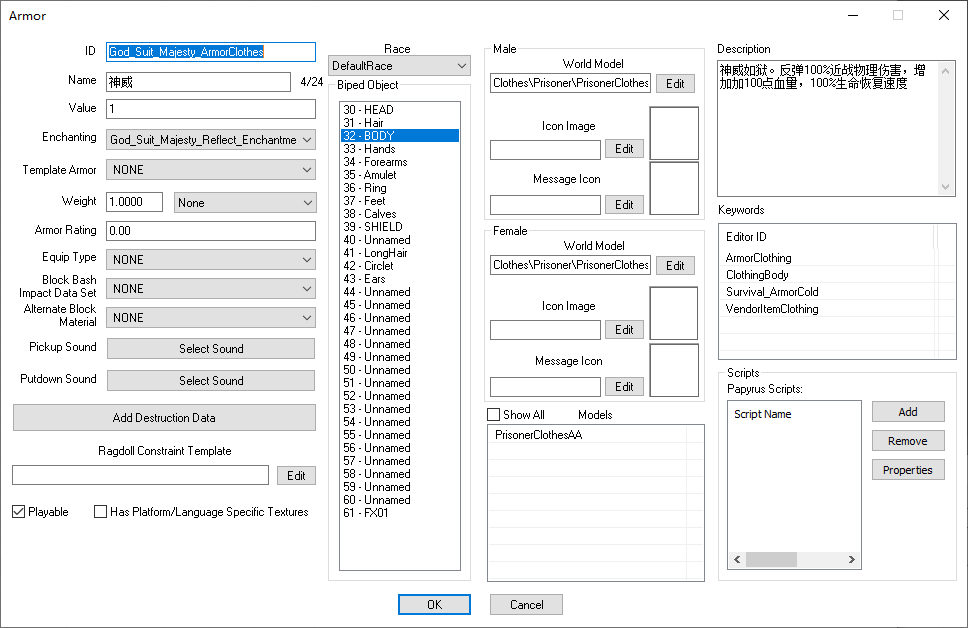 Armor
ID
God_Suit_Majesty_ArmorClothes
Name
神威
4/24
Value
1
Enchanting
God_Suit_Majesty_Reflect_Enchantme
Template Armor
NONE
Weight
1.0000
None
Armor Rating
0.00
Equip Type
NONE
Block Bash
Impact Data Set
NONE
Alternate Block
Material
NONE
Pickup Sound
Select Sound
Putdown Sound
Select Sound
Add Destruction Data
Ragdoll Constraint Template
Edit
Playable
Has Platform/Language Specific Textures
Race
DefaultRace
Biped Object
30 - HEAD
31 - Hair
32 - BODY
33 - Hands
34 - Forearms
35 - Amulet
36 - Ring
37 - Feet
38 - Calves
39 - SHIELD
40 - Unnamed
41 - LongHair
42 - Circlet
43 - Ears
44 - Unnamed
45 - Unnamed
46 - Unnamed
47 - Unnamed
48 - Unnamed
49 - Unnamed
50 - Unnamed
51 - Unnamed
52 - Unnamed
53 - Unnamed
54 - Unnamed
55 - Unnamed
56 - Unnamed
57 - Unnamed
58 - Unnamed
59 - Unnamed
60 - Unnamed
61 - FX01
Male
World Model
Clothes\Prisoner\PrisonerClothes
Edit
Icon Image
Edit
Message Icon
Edit
Female
World Model
Clothes\Prisoner\PrisonerClothes
Edit
Icon Image
Edit
Message Icon
Edit
Show All
Models
PrisonerClothesAA
Description
神威如狱。反弹100%近战物理伤害，增
加加100点血量，100%生命恢复速度
Keywords
Editor ID
ArmorClothing
ClothingBody
Survival_ArmorCold
VendorItemClothing
Scripts
Papyrus Scripts:
Script Name
Add
Remove
Properties
OK
Cancel